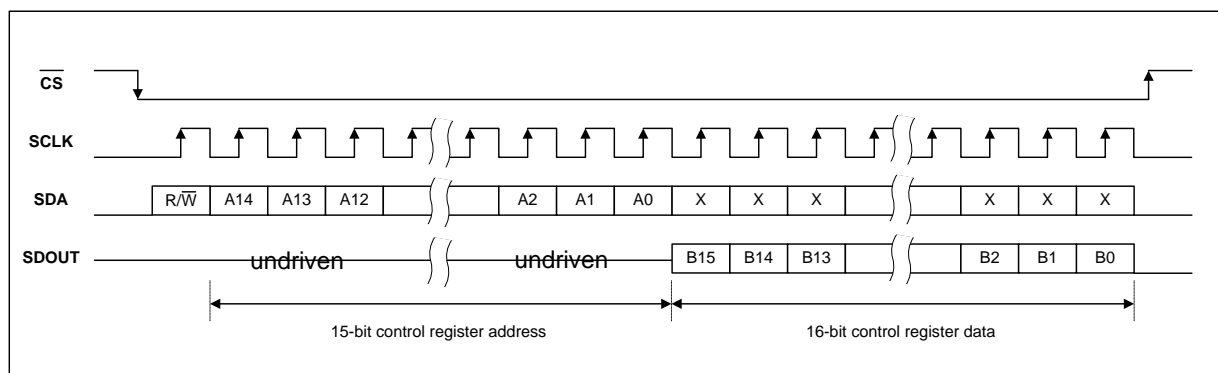 CS
SCLK
SDA R/W A14 A13 A12 A2 A1 A0 X X X X X X
SDOUT undriven undriven B15 B14 B13 B2 B1 B0
15-bit control register address 16-bit control register data